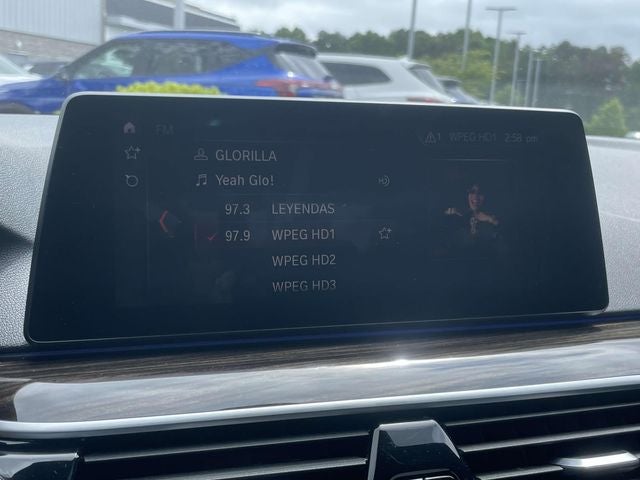 FM
1 WPEG HD1 2:58 pm
GLORILLA
Yeah Glo!
97.3 LEYENDAS
97.9 WPEG HD1
WPEG HD2
WPEG HD3